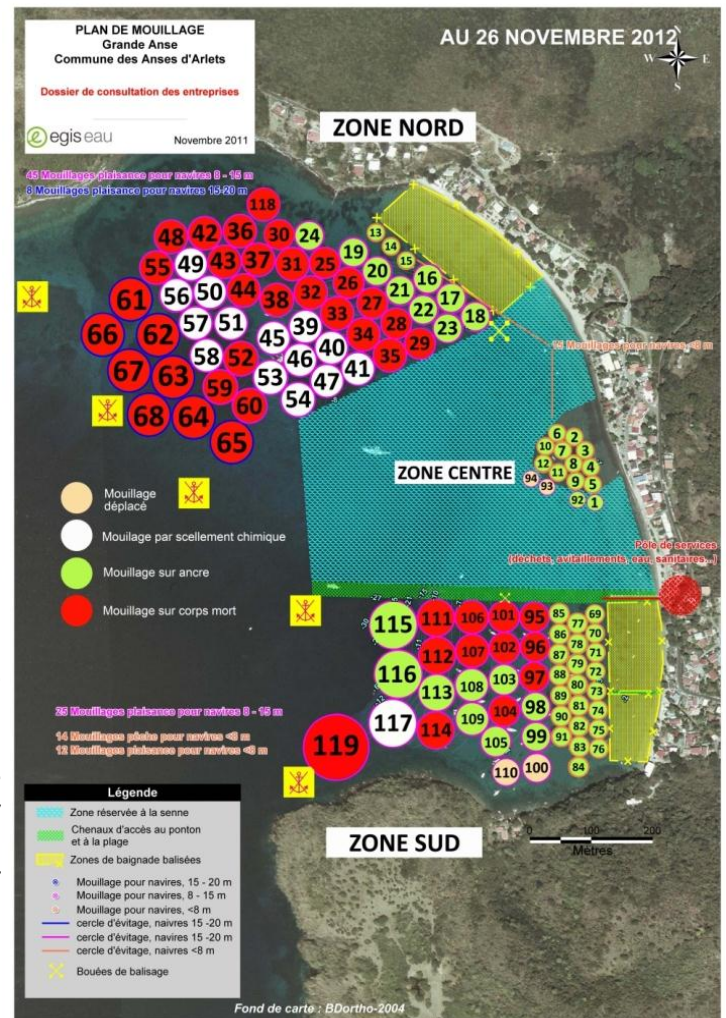 PLAN DE MOUILLAGE
Grande Anse
Commune des Anses d'Arlets
Dossier de consultation des entreprises
egis eau
Novembre 2011
AU 26 NOVEMBRE 2012
N
W E
S
ZONE NORD
45 Mouillages plaisance pour navires 8 - 15 m
8 Mouillages plaisance pour navires 15-20 m
118
48 42 36 30 24
55 49 43 37 31 25 19 13
14
15
61 56 50 44 38 32 26 20 16
66 62 57 51 45 39 33 27 21 17
67 63 58 52 46 40 34 28 22 18
68 64 59 53 47 41 35 29 23
65 60 54
15 Mouillages pour navires <8 m
ZONE CENTRE
6 2
10 7 3
12 11 8 4
94 93 9 5
92 1
Mouillage
déplacé
Mouilage par scellement chimique
Mouillage sur ancre
Mouillage sur corps mort
Pôle de services
(déchets, avitaillements, eau, sanitaires...)
115 111 106 101 95 85 77 69
116 112 107 102 96 86 78 70
117 113 108 103 97 87 79 71
119 114 109 104 98 88 80 72
105 99 89 81 73
110 100 90 82 74
91 83 75
84 76
25 Mouillages plaisance pour navires 8 - 15 m
14 Mouillages pêche pour navires <8 m
12 Mouillages plaisance pour navires <8 m
ZONE SUD
0 100 200
Mètres
Légende
Zone réservée à la senne
Chenaux d'accès au ponton
et à la plage
Zones de baignade balisées
Mouillage pour navires, 15 - 20 m
Mouillage pour navires, 8 - 15 m
Mouillage pour navires, <8 m
cercle d'évitage, navires 15 -20 m
cercle d'évitage, navires 15 -20 m
cercle d'évitage, naivres <8 m
Bouées de balisage
Fond de carte : BDortho-2004